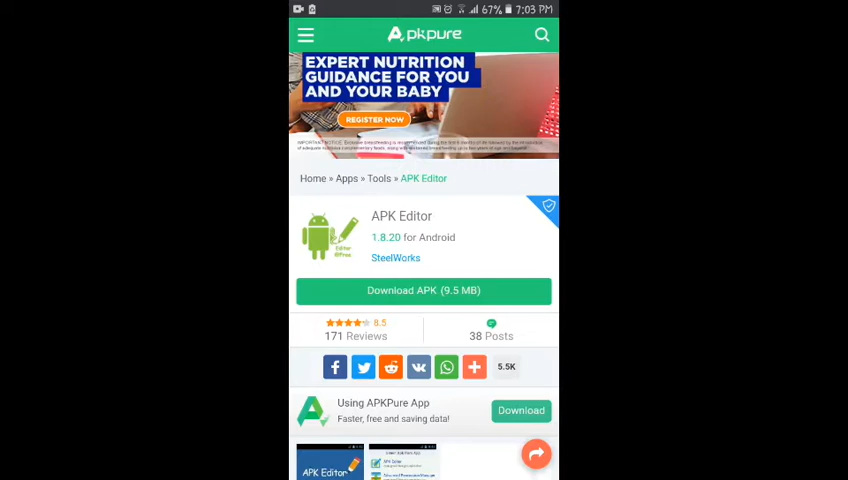 67% 7:03 PM
Apkpure
EXPERT NUTRITION
GUIDANCE FOR YOU
AND YOUR BABY
REGISTER NOW
Home » Apps » Tools » APK Editor
APK Editor
1.8.20 for Android
SteelWorks
Download APK (9.5 MB)
8.5
171 Reviews
38 Posts
5.5K
Using APKPure App
Faster, free and saving data!
Download
APK Editor
APK Editor